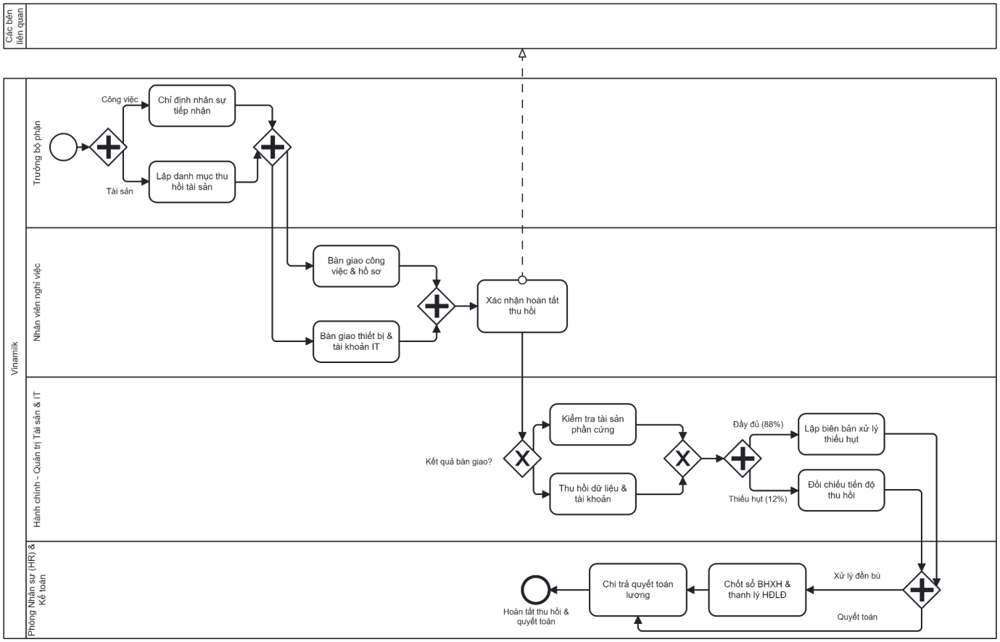 Các bên
liên quan
Vinamilk
Trưởng bộ phận
Công việc
Chỉ định nhân sự
tiếp nhận
Tài sản
Lập danh mục thu
hồi tài sản
Nhân viên nghỉ việc
Bàn giao công
việc & hồ sơ
Bàn giao thiết bị &
tài khoản IT
Xác nhận hoàn tất
thu hồi
Hành chính - Quản trị Tài sản & IT
Kết quả bàn giao?
Kiểm tra tài sản
phần cứng
Thu hồi dữ liệu &
tài khoản
Đầy đủ (88%)
Lập biên bản xử lý
thiếu hụt
Thiếu hụt (12%)
Đối chiếu tiến độ
thu hồi
Phòng Nhân sự (HR) &
Kế toán
Hoàn tất thu hồi &
quyết toán
Chi trả quyết toán
lương
Chốt sổ BHXH &
thanh lý HĐLĐ
Xử lý đền bù
Quyết toán